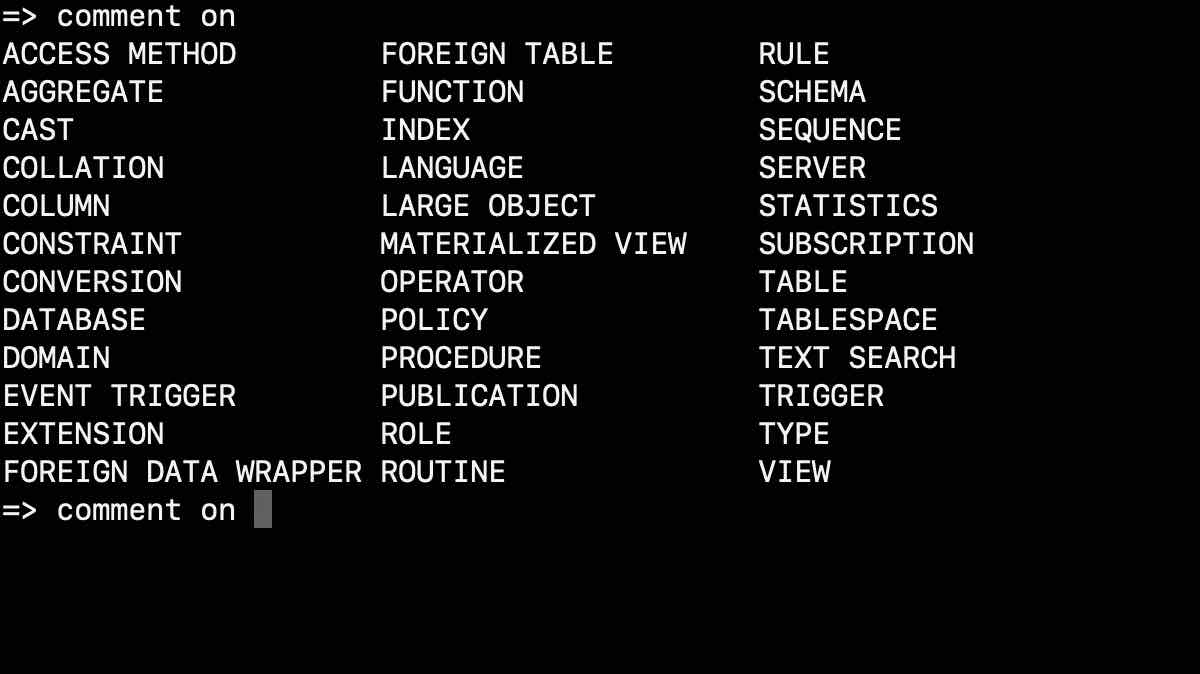 => comment on
ACCESS METHOD FOREIGN TABLE RULE
AGGREGATE FUNCTION SCHEMA
CAST INDEX SEQUENCE
COLLATION LANGUAGE SERVER
COLUMN LARGE OBJECT STATISTICS
CONSTRAINT MATERIALIZED VIEW SUBSCRIPTION
CONVERSION OPERATOR TABLE
DATABASE POLICY TABLESPACE
DOMAIN PROCEDURE TEXT SEARCH
EVENT TRIGGER PUBLICATION TRIGGER
EXTENSION ROLE TYPE
FOREIGN DATA WRAPPER ROUTINE VIEW
=> comment on